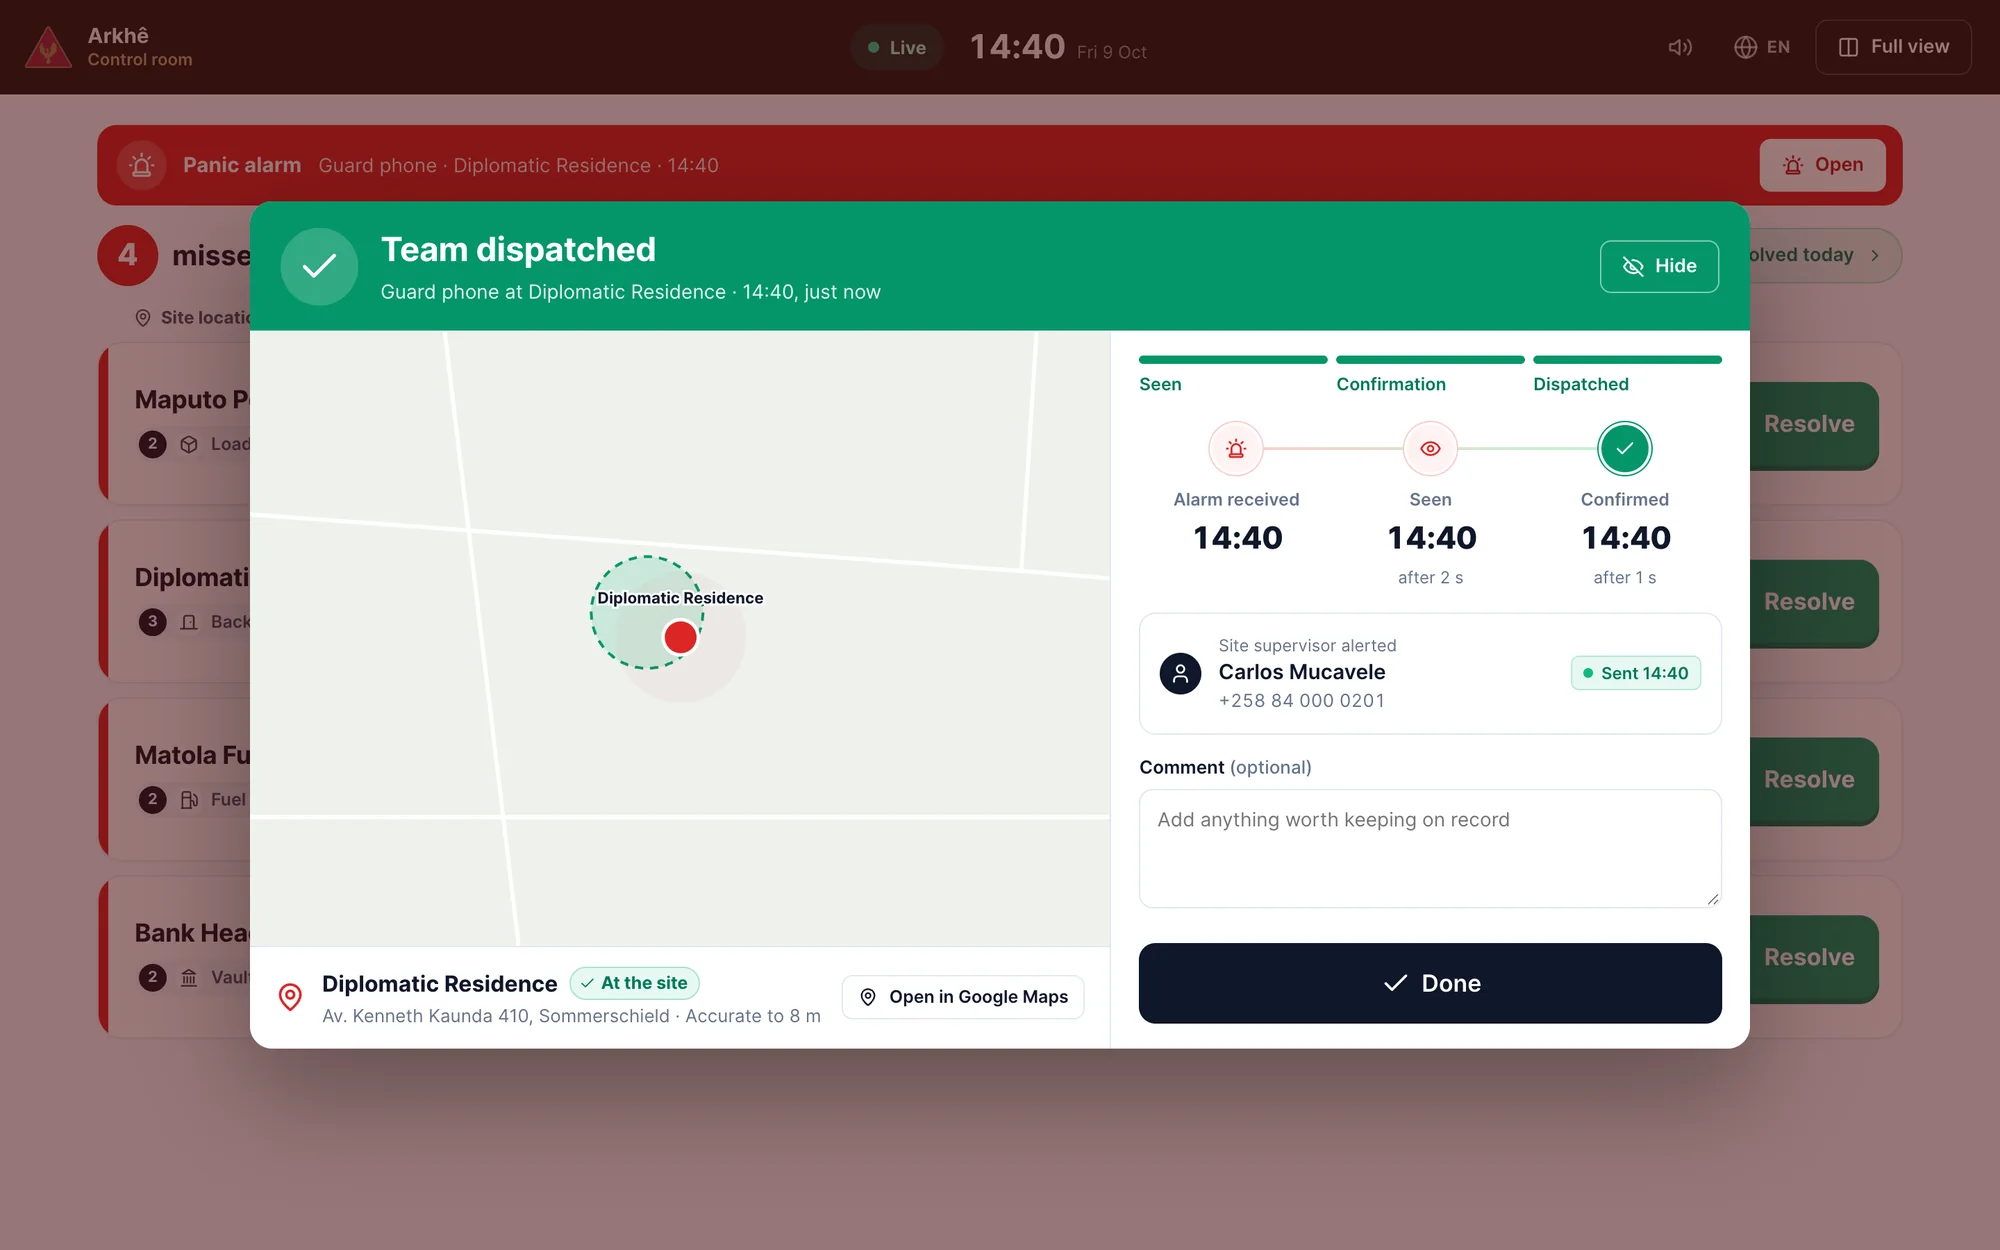 Arkhê
Control room
Live
14:40 Fri 9 Oct
EN
Full view
Panic alarm Guard phone · Diplomatic Residence · 14:40
Open
4 misse
olved today
Site locatio
Team dispatched
Guard phone at Diplomatic Residence · 14:40, just now
Hide
Maputo P
2 Load
Resolve
Diplomati
3 Back
Resolve
Matola Fu
2 Fuel
Resolve
Bank Hea
2 Vaul
Resolve
Diplomatic Residence
Diplomatic Residence
At the site
Av. Kenneth Kaunda 410, Sommerschield · Accurate to 8 m
Open in Google Maps
Seen
Confirmation
Dispatched
Alarm received
14:40
Seen
14:40
after 2 s
Confirmed
14:40
after 1 s
Site supervisor alerted
Carlos Mucavele
+258 84 000 0201
Sent 14:40
Comment (optional)
Add anything worth keeping on record
Done